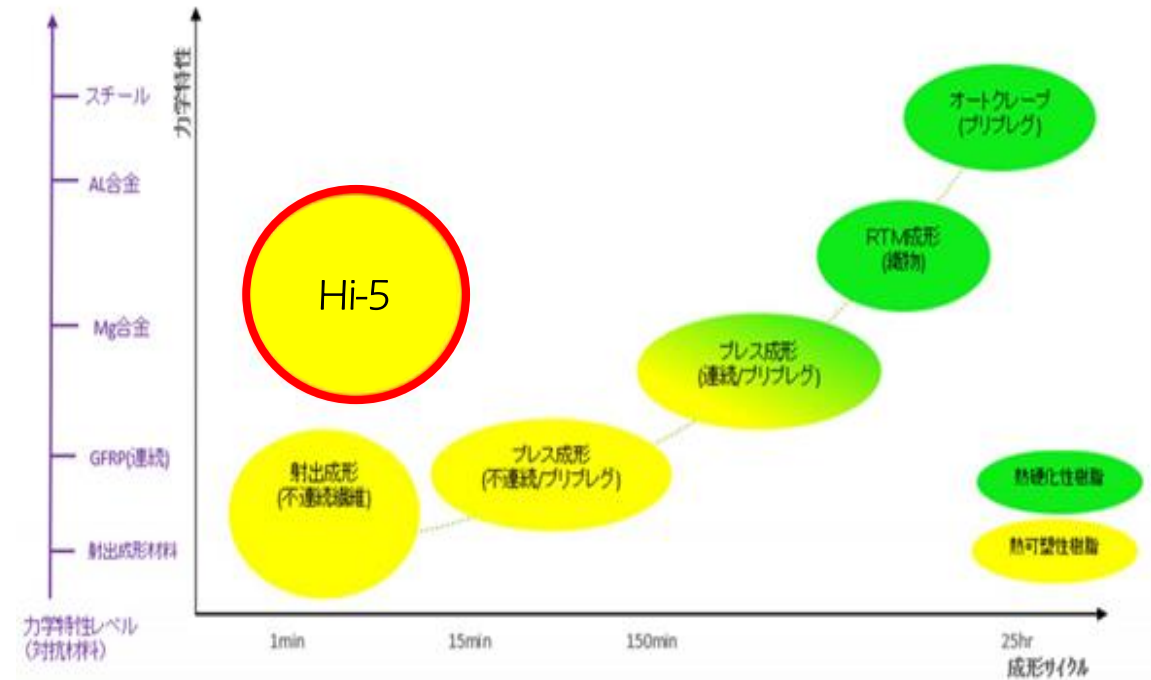 スチール
AL合金
Mg合金
GFRP(連続)
射出成形材料
力学特性レベル
(対抗材料)
力学特性
Hi-5
オートクレーブ
(プリプレグ)
RTM成形
(織物)
プレス成形
(連続/プリプレグ)
プレス成形
(不連続/プリプレグ)
射出成形
(不連続繊維)
熱硬化性樹脂
熱可塑性樹脂
1min
15min
150min
25hr
成形サイクル